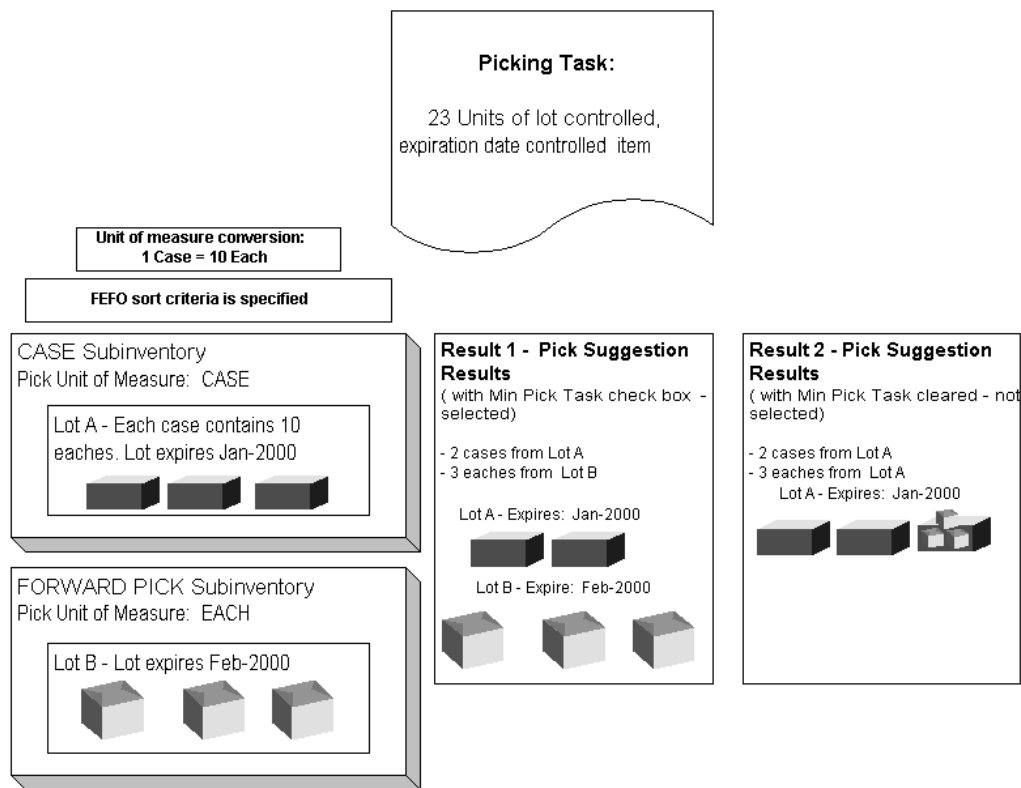 Picking Task:
23 Units of lot controlled,
expiration date controlled item
Unit of measure conversion:
1 Case = 10 Each
FEFO sort criteria is specified
CASE Subinventory
Pick Unit of Measure: CASE
Lot A - Each case contains 10
eaches. Lot expires Jan-2000
FORWARD PICK Subinventory
Pick Unit of Measure: EACH
Lot B - Lot expires Feb-2000
Result 1 - Pick Suggestion
Results
( with Min Pick Task check box -
selected)
- 2 cases from Lot A
- 3 eaches from Lot B
Lot A - Expires: Jan-2000
Lot B - Expire: Feb-2000
Result 2 - Pick Suggestion
Results
( with Min Pick Task cleared - not
selected)
- 2 cases from Lot A
- 3 eaches from Lot A
Lot A - Expires: Jan-2000